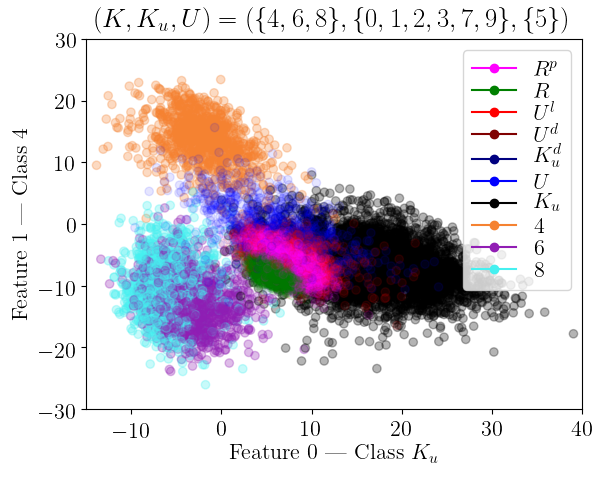 (K, K_u, U) = ({4, 6, 8}, {0, 1, 2, 3, 7, 9}, {5})
30
20
10
0
−10
−20
−30
Feature 1 — Class 4
R^p
R
U^l
U^d
K_u^d
U
K_u
4
6
8
−10
0
10
20
30
40
Feature 0 — Class K_u